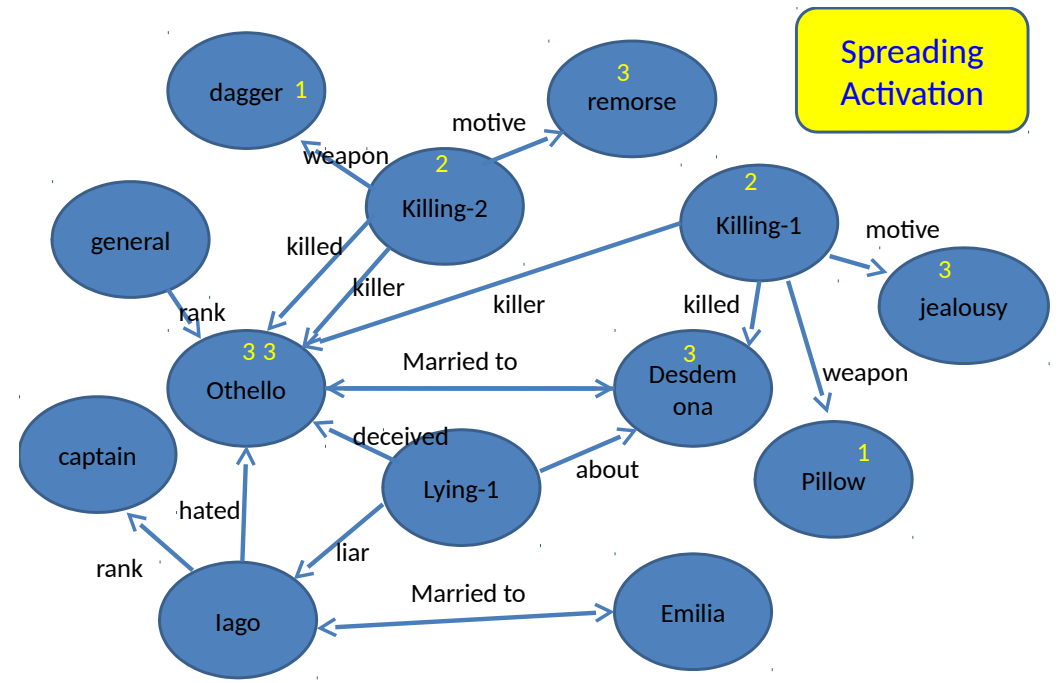 Spreading
Activation
3
remorse
dagger 1
motive
weapon
2
Killing-2
2
Killing-1
motive
general
killed
killer
killer
killed
3
jealousy
rank
3 3
Othello
Married to
3
Desdem
ona
weapon
deceived
captain
about
Lying-1
1
Pillow
hated
liar
rank
Married to
Iago
Emilia